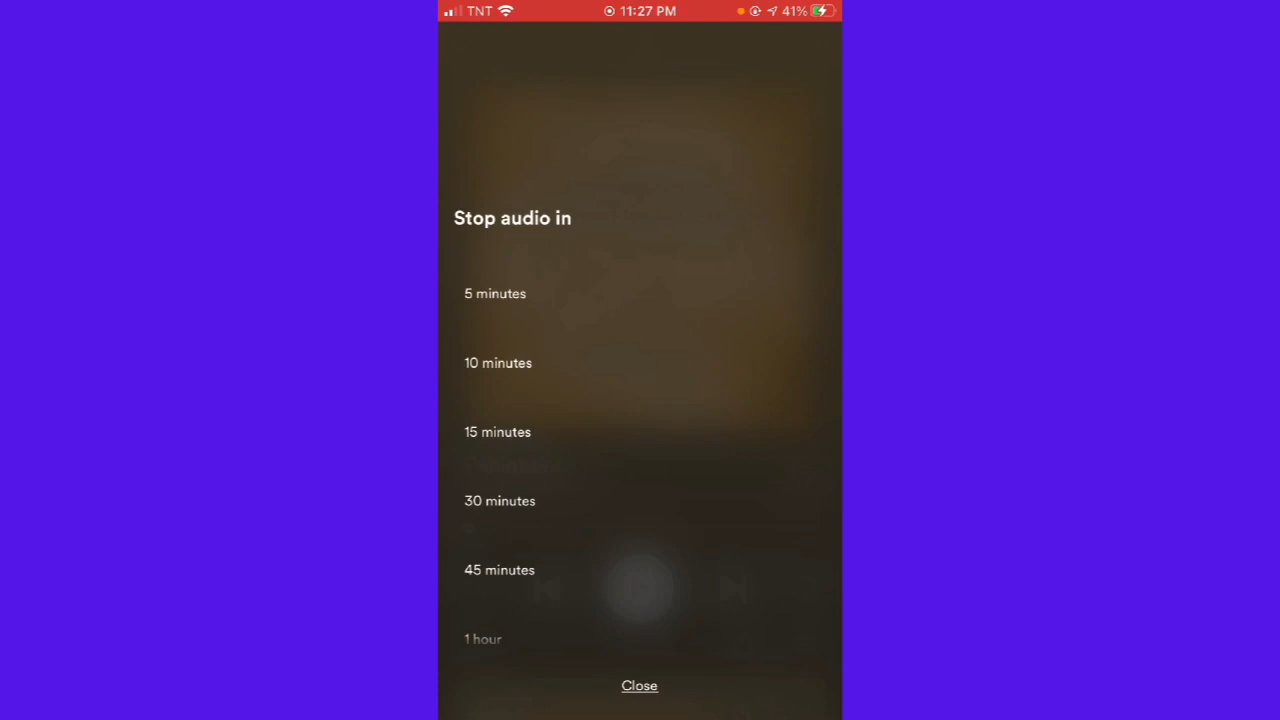 TNT 11:27 PM 41%
Stop audio in
5 minutes
10 minutes
15 minutes
30 minutes
45 minutes
1 hour
Close